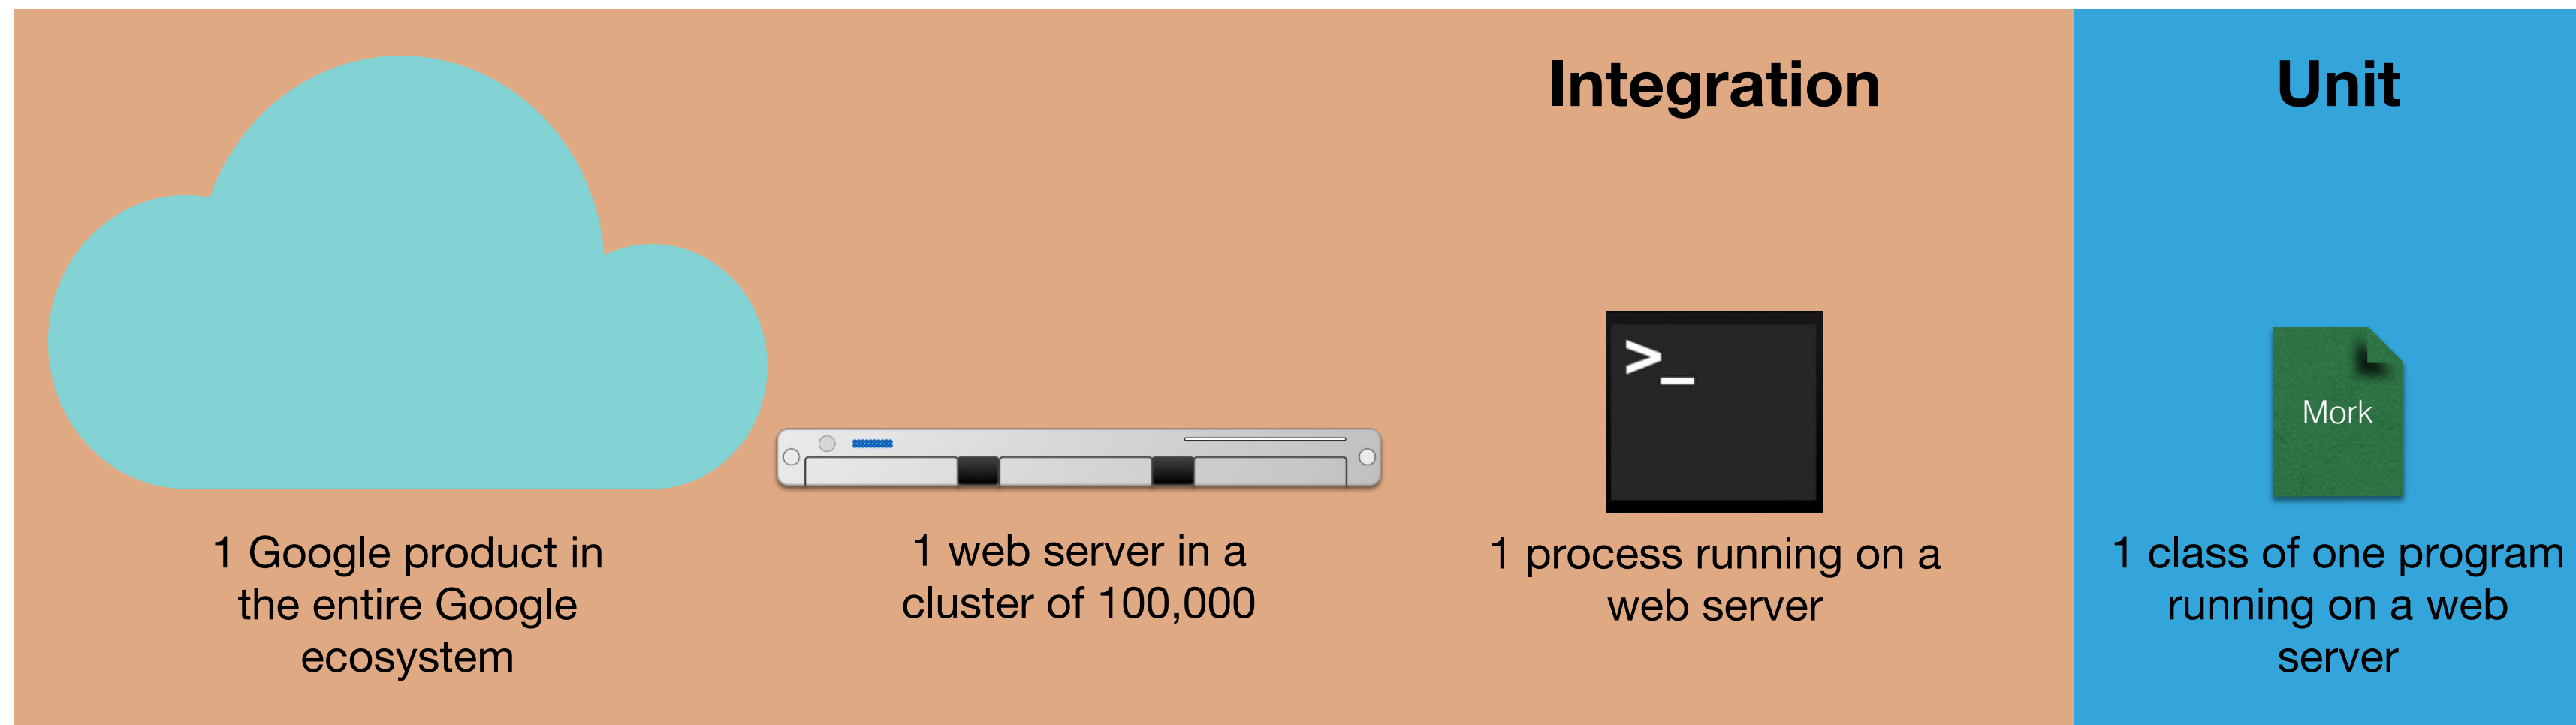 Integration
Unit
>_
Mork
1 Google product in
the entire Google
ecosystem
1 web server in a
cluster of 100,000
1 process running on a
web server
1 class of one program
running on a web
server